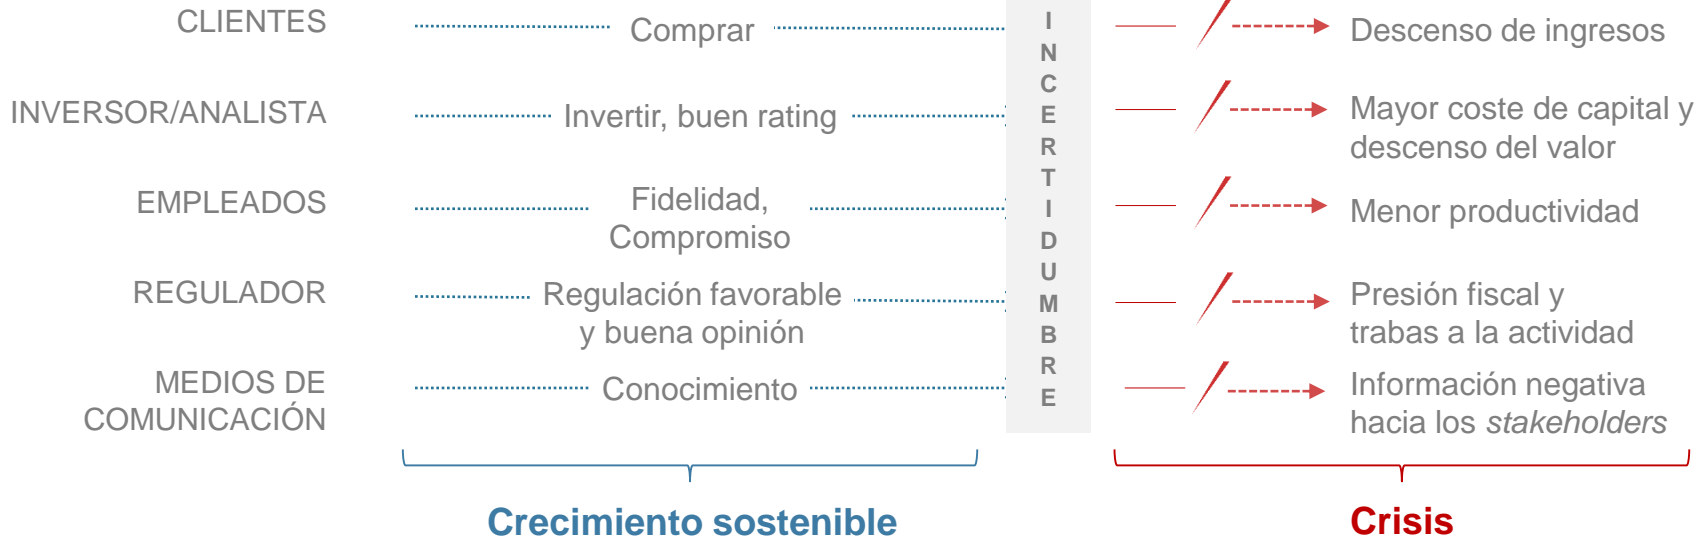 CLIENTES
Comprar
Descenso de ingresos
INVERSOR/ANALISTA
Invertir, buen rating
Mayor coste de capital y
descenso del valor
EMPLEADOS
Fidelidad,
Compromiso
Menor productividad
REGULADOR
Regulación favorable
y buena opinión
Presión fiscal y
trabas a la actividad
MEDIOS DE
COMUNICACIÓN
Conocimiento
Información negativa
hacia los stakeholders
I
N
C
E
R
T
I
D
U
M
B
R
E
Crecimiento sostenible
Crisis